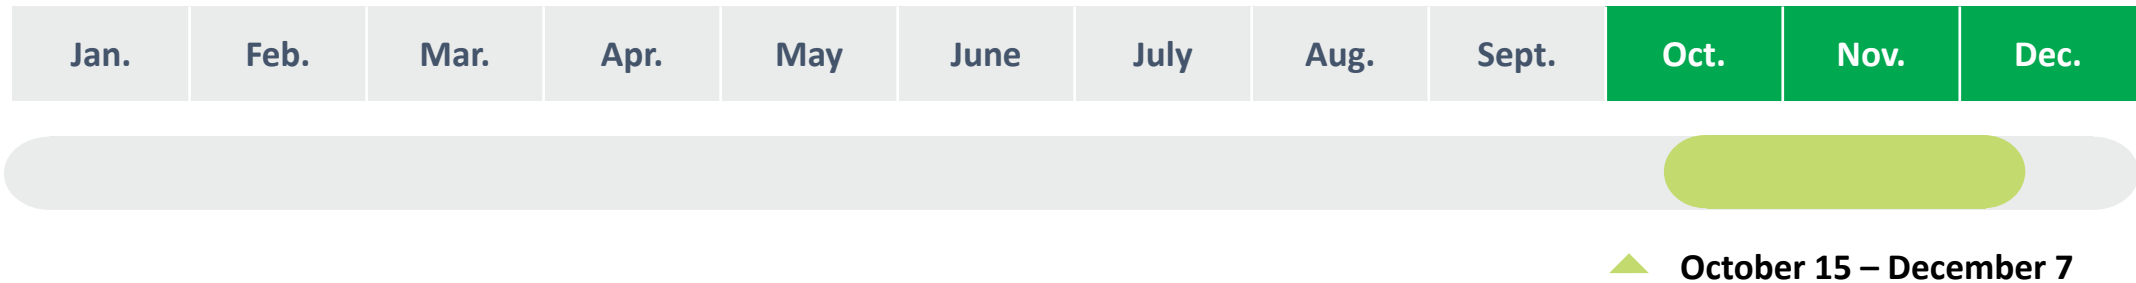 Jan. Feb. Mar. Apr. May June July Aug. Sept. Oct. Nov. Dec.
October 15 – December 7